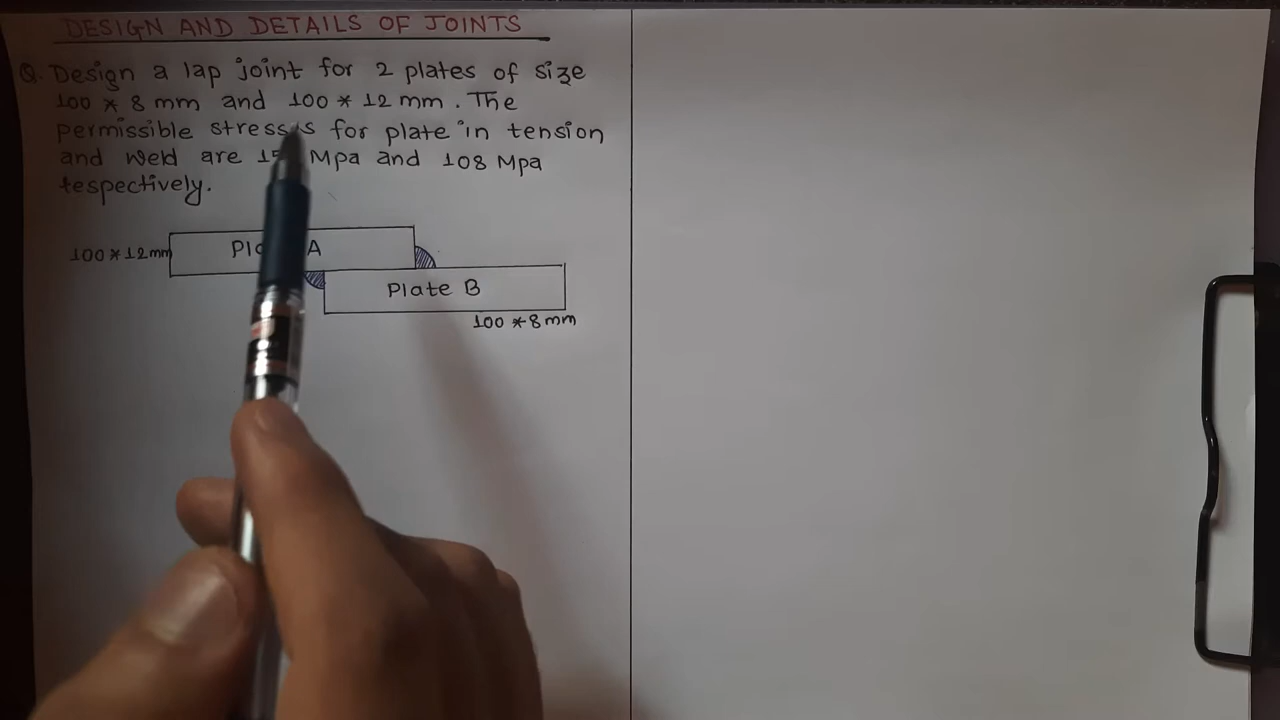 DESIGN AND DETAILS OF JOINTS
Q. Design a lap joint for 2 plates of size
100 * 8 mm and 100 * 12 mm. The
permissible stress is for plate in tension
and weld are Mpa and 108 Mpa
respectively.
100 * 12 mm
A
Plate B
100 * 8 mm